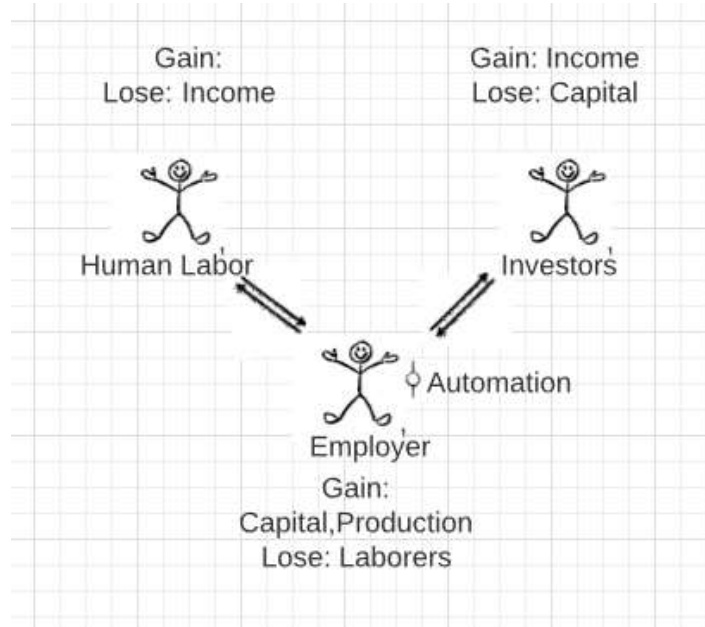 Gain:
Lose: Income
Gain: Income
Lose: Capital
Human Labor
Investors
Automation
Employer
Gain:
Capital,Production
Lose: Laborers